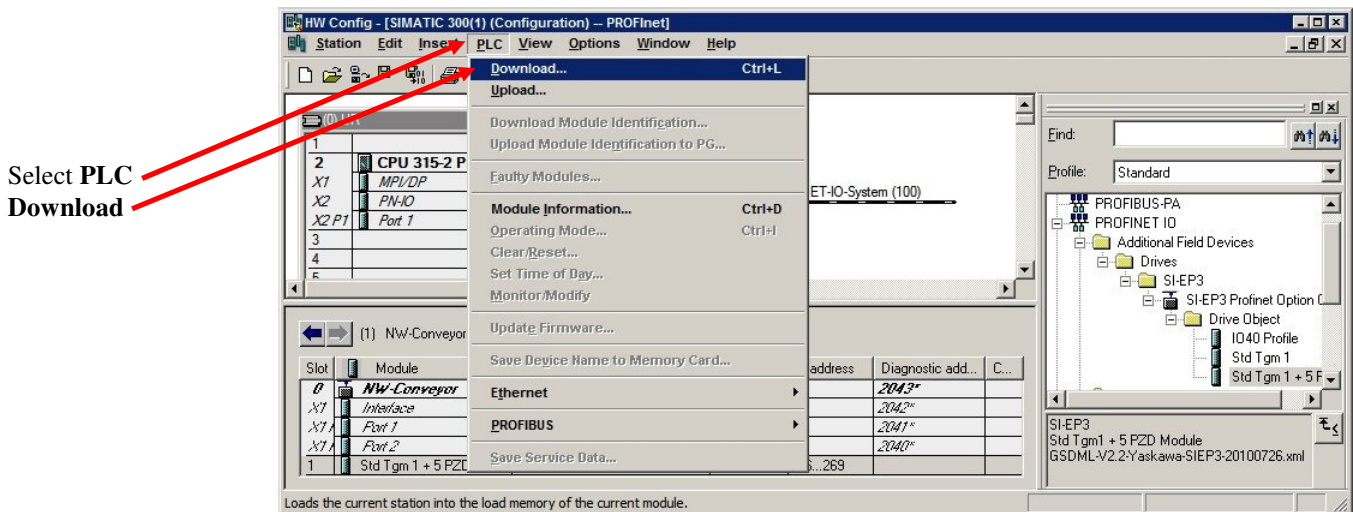 HW Config - [SIMATIC 300(1) (Configuration) -- PROFInet]
Station Edit Insert PLC View Options Window Help
Download... Ctrl+L
Upload...
Download Module Identification...
Upload Module Identification to PG...
Faulty Modules...
Module Information... Ctrl+D
Operating Mode... Ctrl+I
Clear/Reset...
Set Time of Day...
Monitor/Modify
Update Firmware...
Save Device Name to Memory Card...
Ethernet
PROFIBUS
Save Service Data...
Select PLC
Download
(0) UR
1
2 CPU 315-2 P
X1 MPI/DP
X2 PN-IO
X2 P1 Port 1
3
4
5
ET-IO-System (100)
Find:
Profile: Standard
PROFIBUS-PA
PROFINET IO
Additional Field Devices
Drives
SI-EP3
SI-EP3 Profinet Option
Drive Object
IO40 Profile
Std Tgm 1
Std Tgm 1 + 5
SI-EP3
Std Tgm1 + 5 PZD Module
GSDML-V2.2-Yaskawa-SIEP3-20100726.xml
(1) NW-Conveyor
Slot Module address Diagnostic add... C...
0 NW-Conveyor 2043*
X1 Interface 2042*
X1 Port 1 2041*
X1 Port 2 2040*
1 Std Tgm 1 + 5 PZD ...269
Loads the current station into the load memory of the current module.